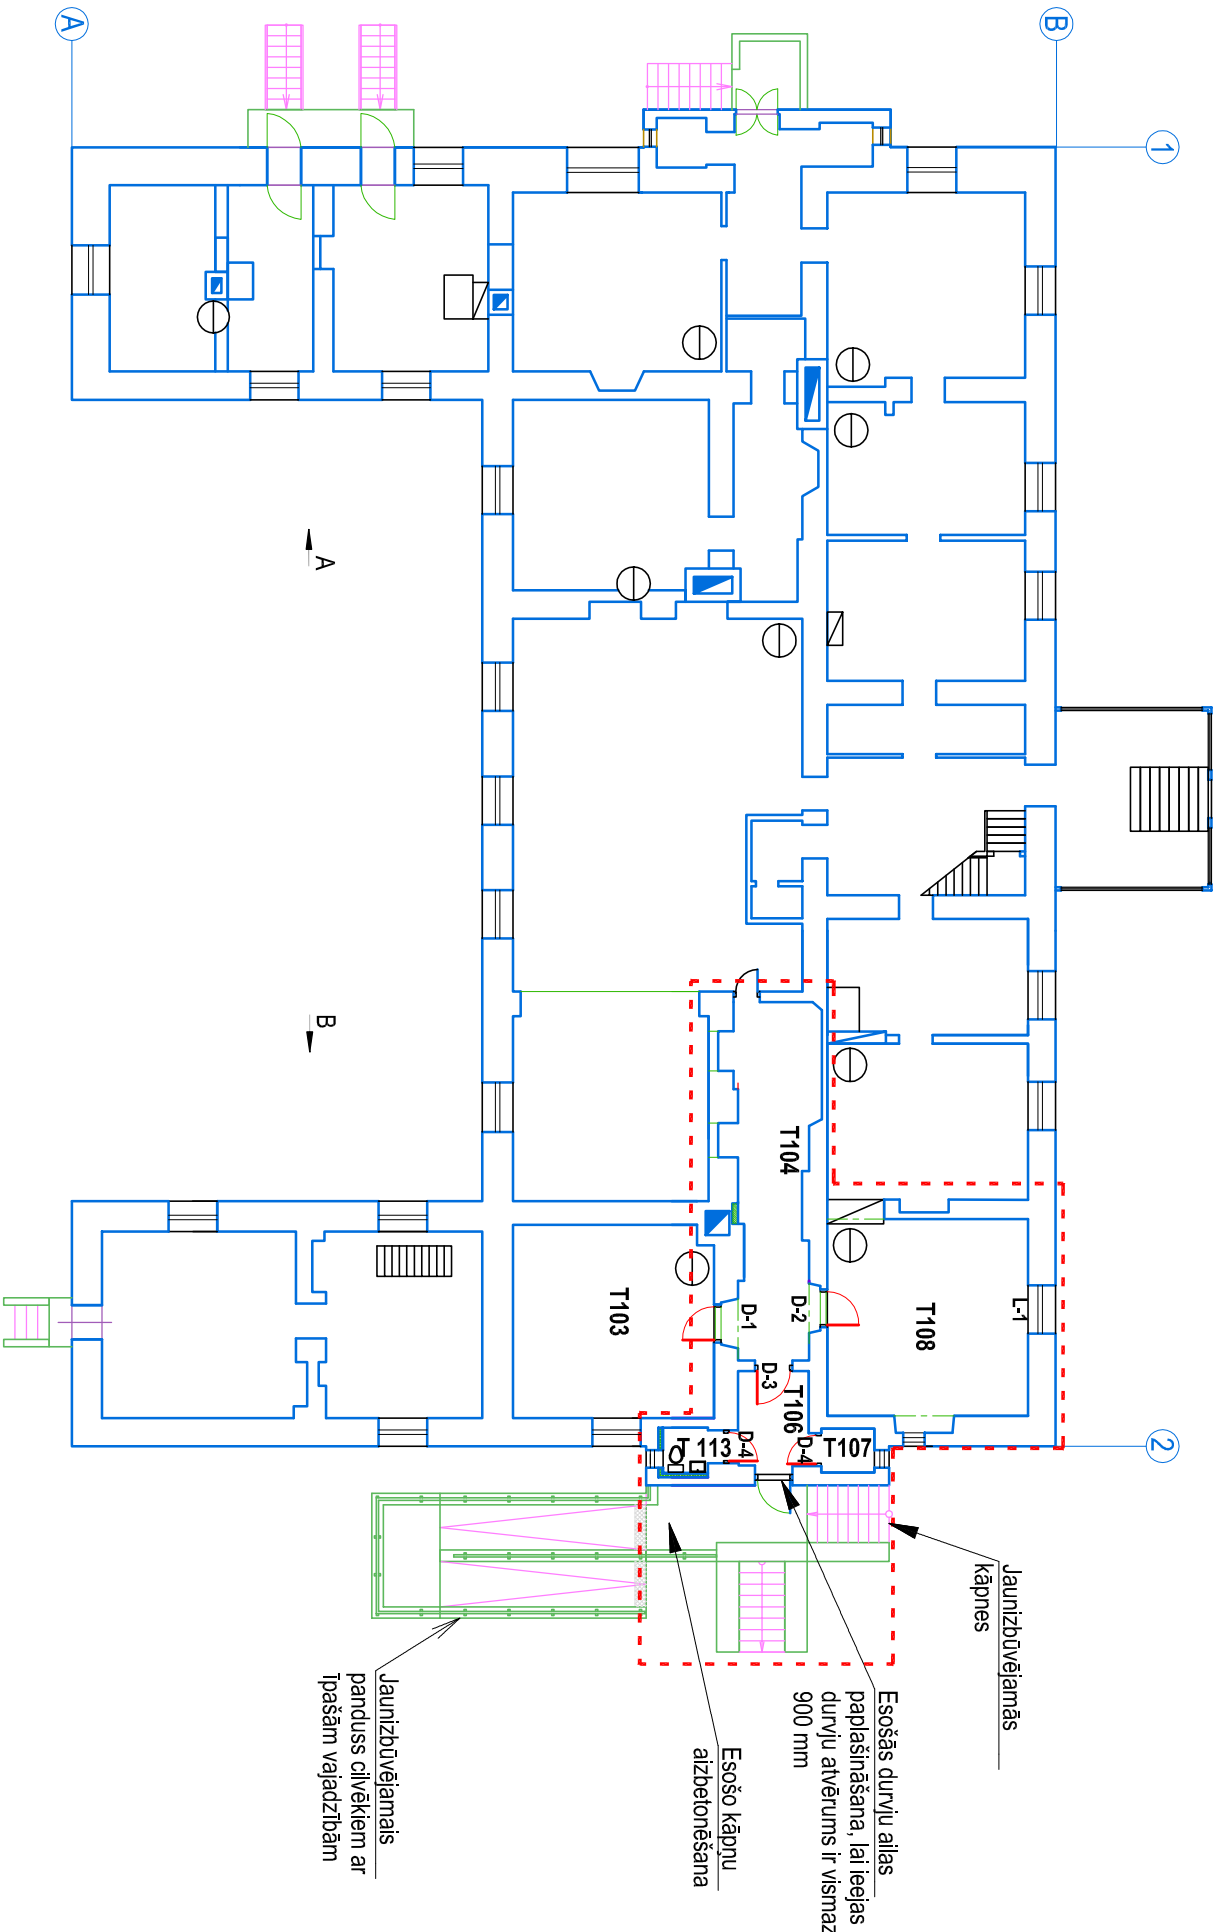 A
B
1
A
B
T104
T103
D-1
D-2
T108
L-1
D-3
T106
D-4
D-4
T 113
T107
2
Jaunizbūvējamās
kāpnes
Esošās durvju ailas
paplašināšana, lai ieejas
durvju atvērums ir vismaz
900 mm
Esošo kāpņu
aizbetonēšana
Jaunizbūvējamais
panduss cilvēkiem ar
īpašām vajadzībām